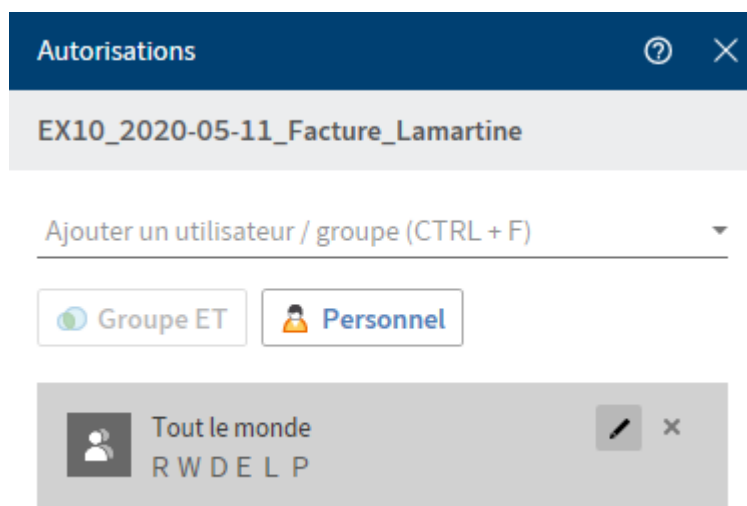 Autorisations
EX10_2020-05-11_Facture_Lamartine
Ajouter un utilisateur / groupe (CTRL + F)
Groupe ET Personnel
Tout le monde
R W D E L P